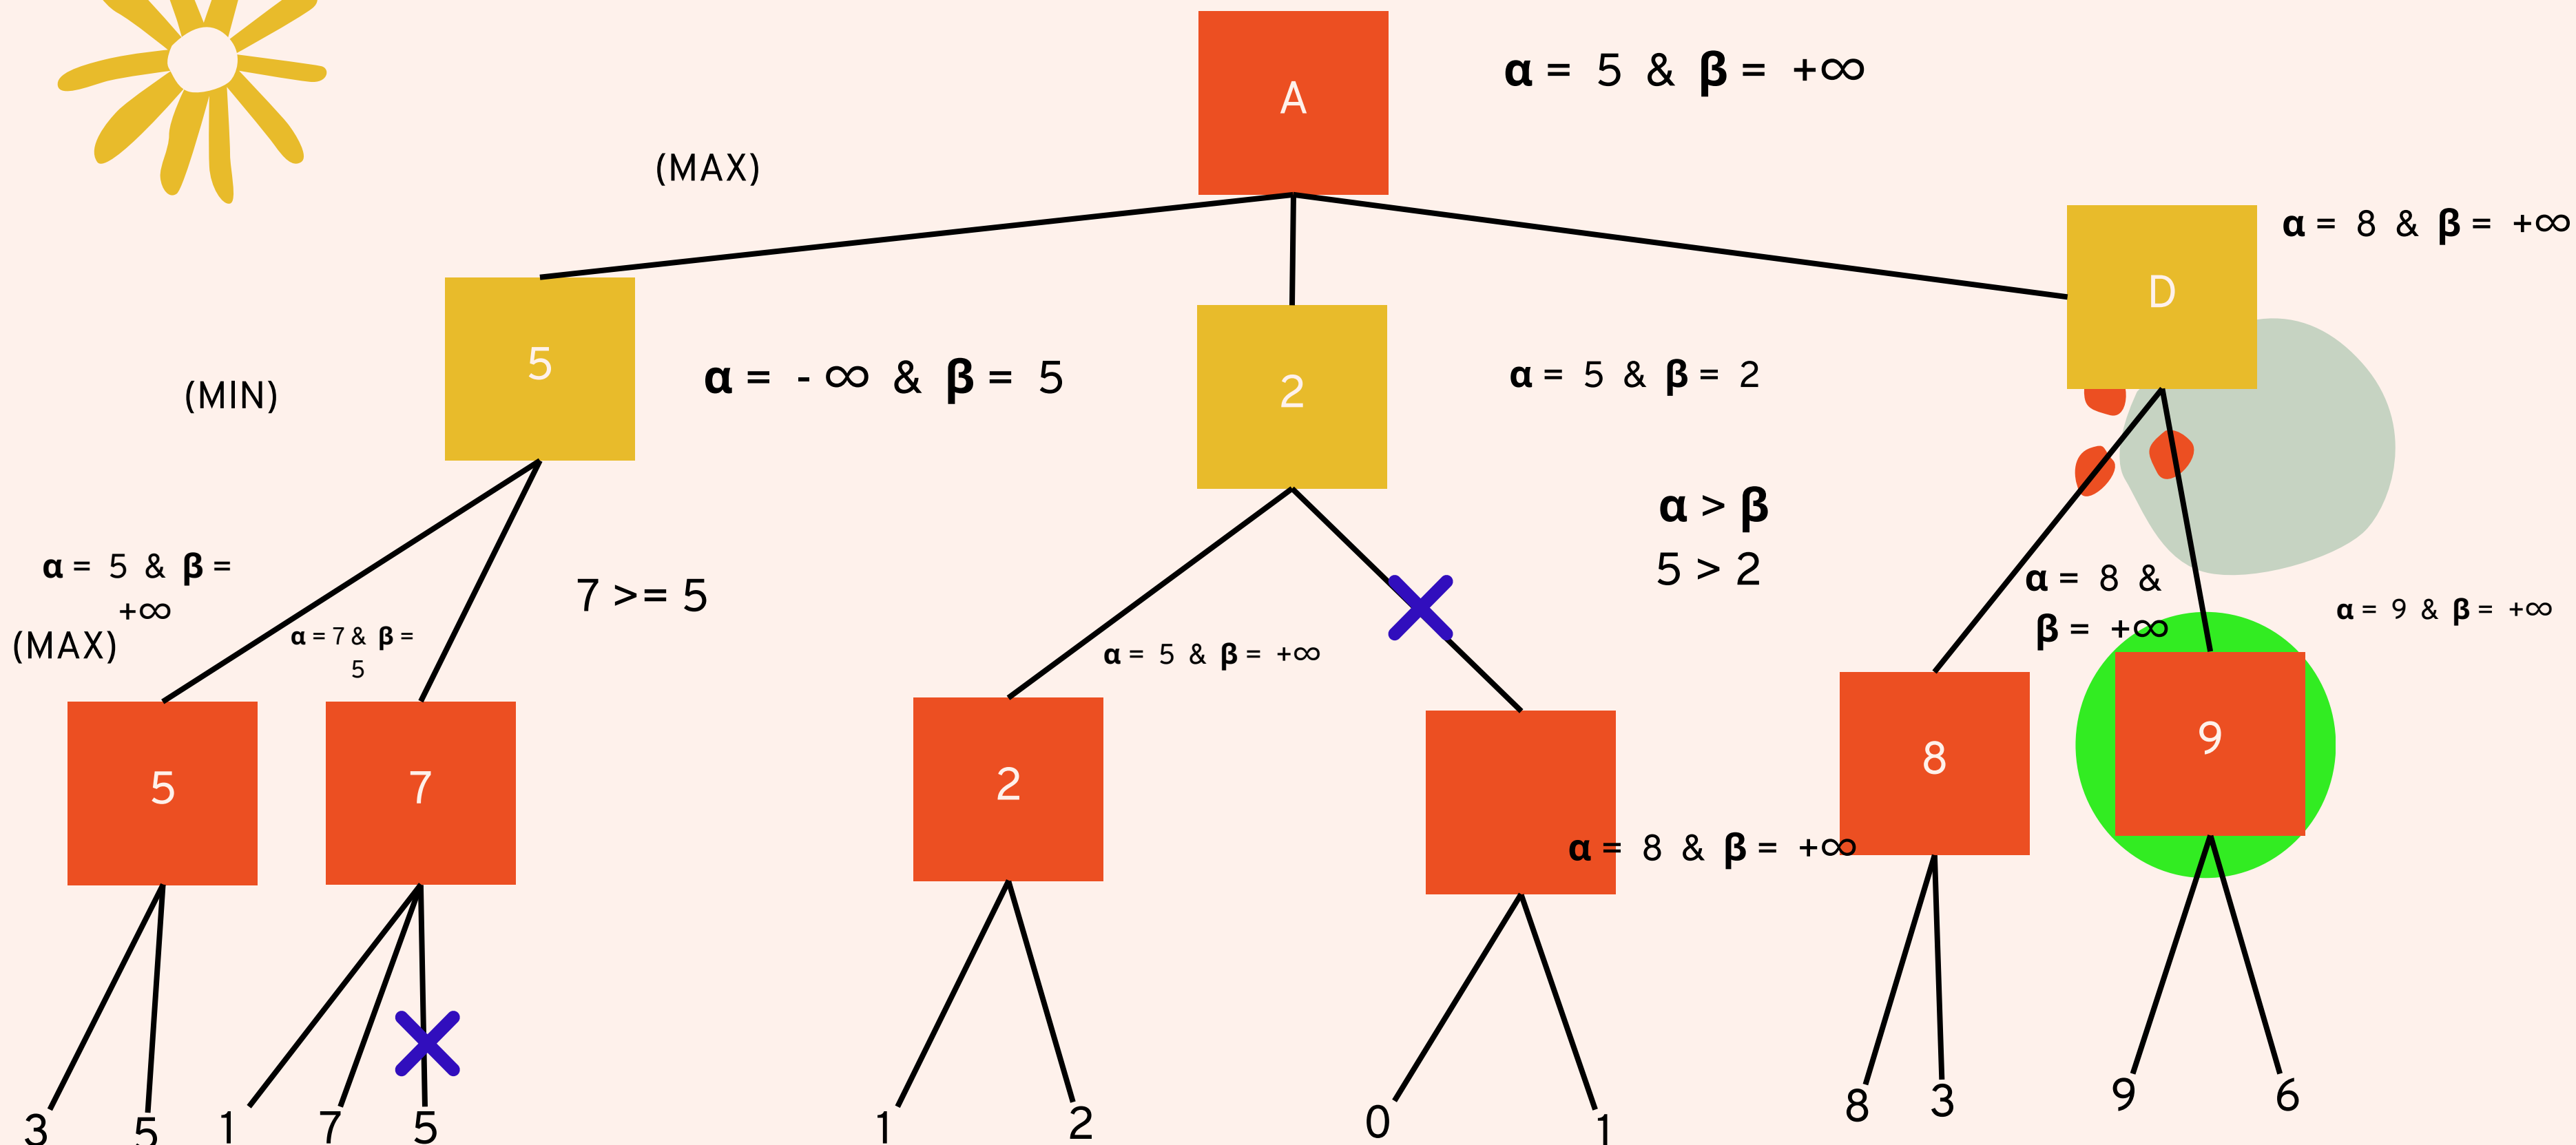 A
α = 5 & β = +∞
(MAX)
α = 8 & β = +∞
D
5
α = - ∞ & β = 5
2
α = 5 & β = 2
(MIN)
α > β
5 > 2
α = 5 & β =
+∞
7 >= 5
α = 8 &
β = +∞
α = 9 & β = +∞
(MAX)
α = 7 & β =
5
α = 5 & β = +∞
5
7
2
8
9
α = 8 & β = +∞
3
5
1
7
5
1
2
0
1
8
3
9
6